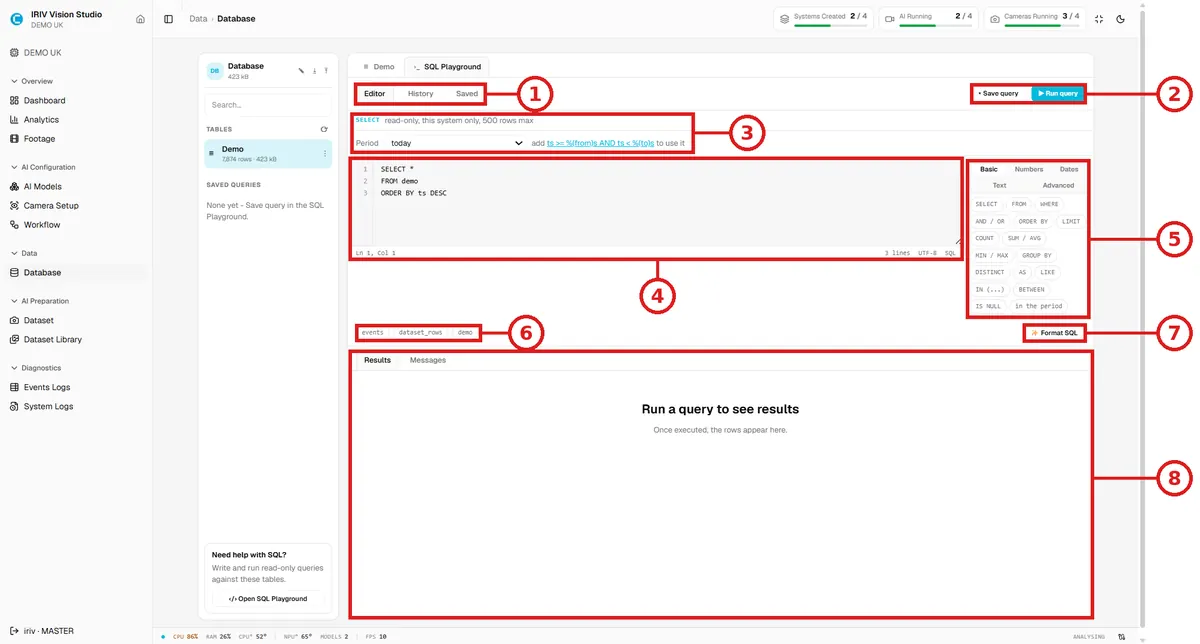 IRIV Vision Studio
DEMO UK
Data › Database
Systems Created 2 / 4
AI Running 2 / 4
Cameras Running 3 / 4
DEMO UK
Overview
Dashboard
Analytics
Footage
AI Configuration
AI Models
Camera Setup
Workflow
Data
Database
AI Preparation
Dataset
Dataset Library
Diagnostics
Events Logs
System Logs
iriv · MASTER
DB
Database
423 kB
Search...
TABLES
Demo
7,874 rows · 423 kB
SAVED QUERIES
None yet - Save query in the SQL
Playground.
Need help with SQL?
Write and run read-only queries
against these tables.
</> Open SQL Playground
Demo
SQL Playground
Editor History Saved
1
Save query
Run query
2
SELECT read-only, this system only, 500 rows max
Period today add ts >= %(from)s AND ts < %(to)s to use it
3
1 SELECT *
2 FROM demo
3 ORDER BY ts DESC
Ln 1, Col 1
3 lines UTF-8 SQL
4
Basic Numbers Dates
Text Advanced
SELECT FROM WHERE
AND / OR ORDER BY LIMIT
COUNT SUM / AVG
MIN / MAX GROUP BY
DISTINCT AS LIKE
IN (...) BETWEEN
IS NULL in the period
5
events dataset_rows demo
6
Format SQL
7
Results Messages
Run a query to see results
Once executed, the rows appear here.
8
CPU 86% RAM 26% CPU° 52° NPU° 65° MODELS 2 FPS 10
ANALYSING